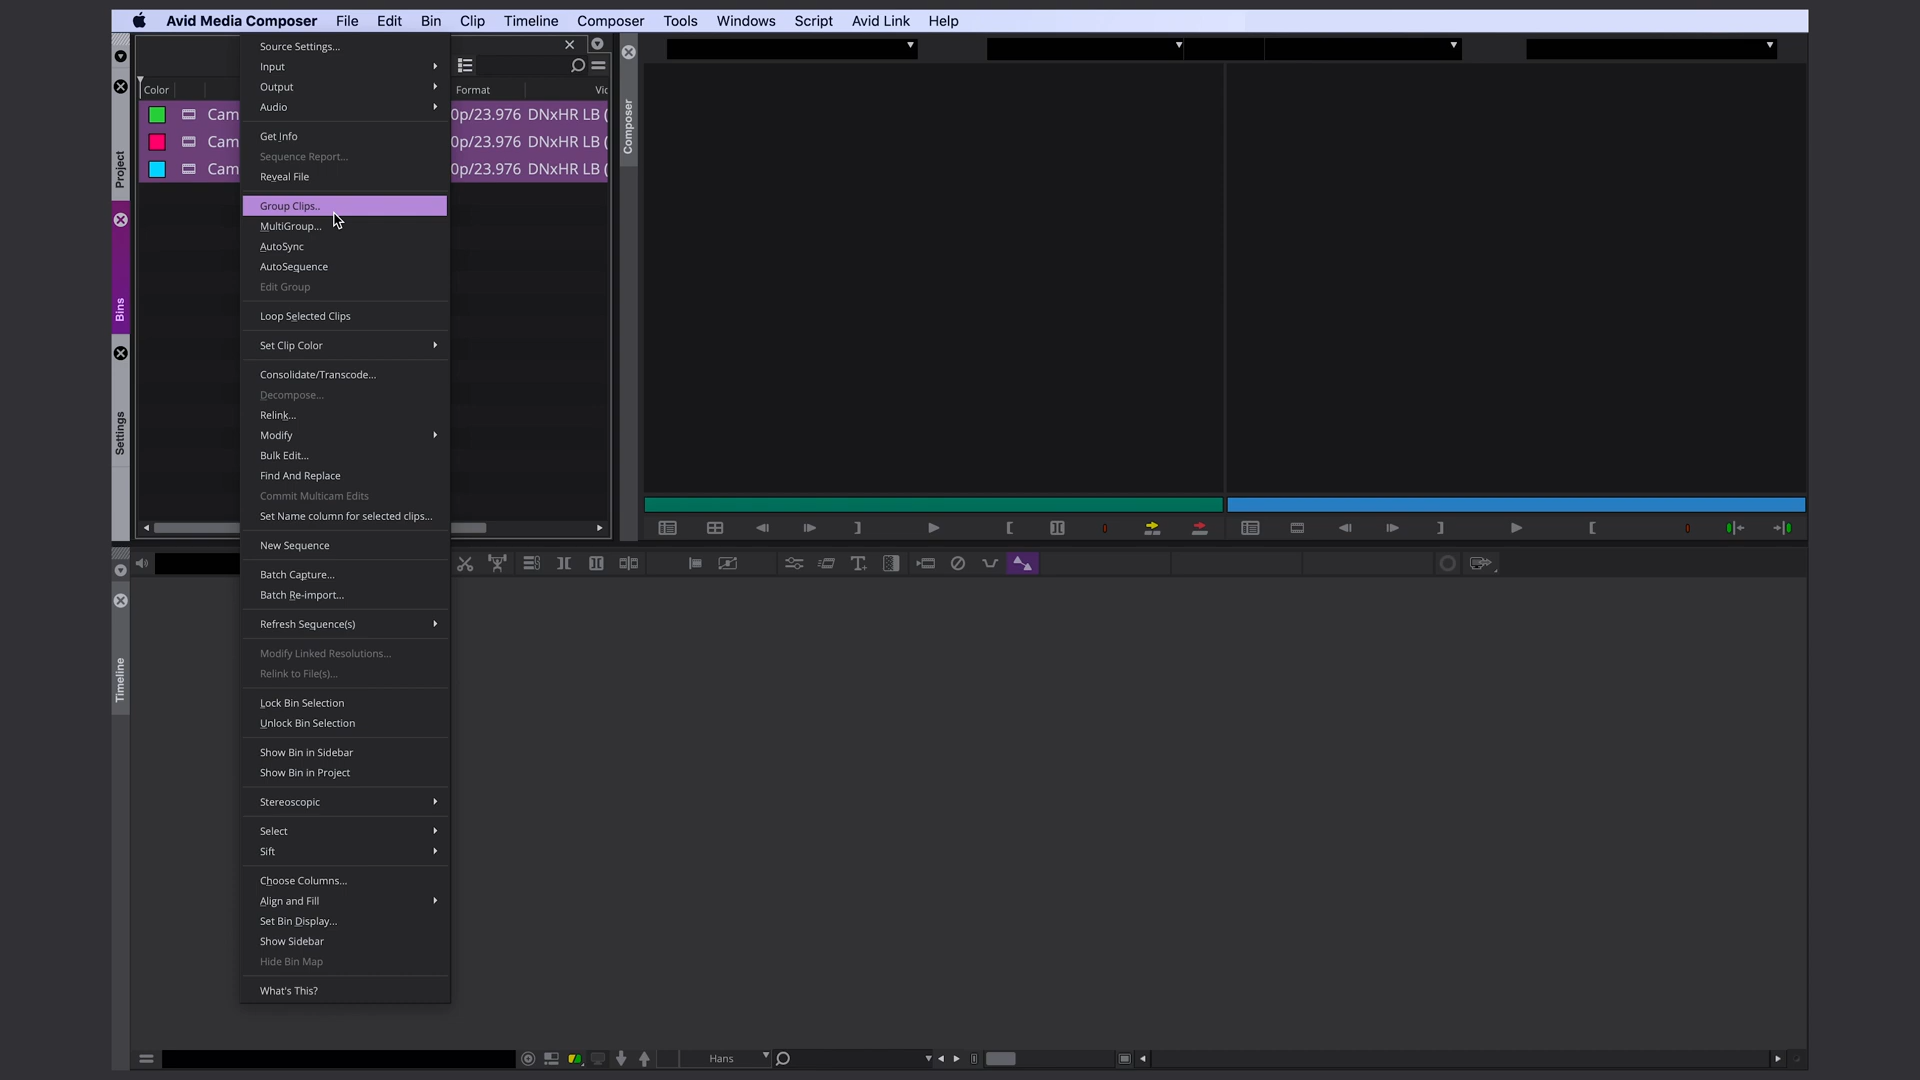 Avid Media Composer File Edit Bin Clip Timeline Composer Tools Windows Script Avid Link Help
Source Settings...
Input
Output
Audio
Get Info
Sequence Report...
Reveal File
Group Clips..
MultiGroup...
AutoSync
AutoSequence
Edit Group
Loop Selected Clips
Set Clip Color
Consolidate/Transcode...
Decompose...
Relink...
Modify
Bulk Edit...
Find And Replace
Commit Multicam Edits
Set Name column for selected clips...
New Sequence
Batch Capture...
Batch Re-import...
Refresh Sequence(s)
Modify Linked Resolutions...
Relink to File(s)...
Lock Bin Selection
Unlock Bin Selection
Show Bin in Sidebar
Show Bin in Project
Stereoscopic
Select
Sift
Choose Columns...
Align and Fill
Set Bin Display...
Show Sidebar
Hide Bin Map
What's This?
Color Format Vic
Cam 0p/23.976 DNxHR LB (
Cam 0p/23.976 DNxHR LB (
Cam 0p/23.976 DNxHR LB (
Project
Bins
Settings
Composer
Timeline
Hans